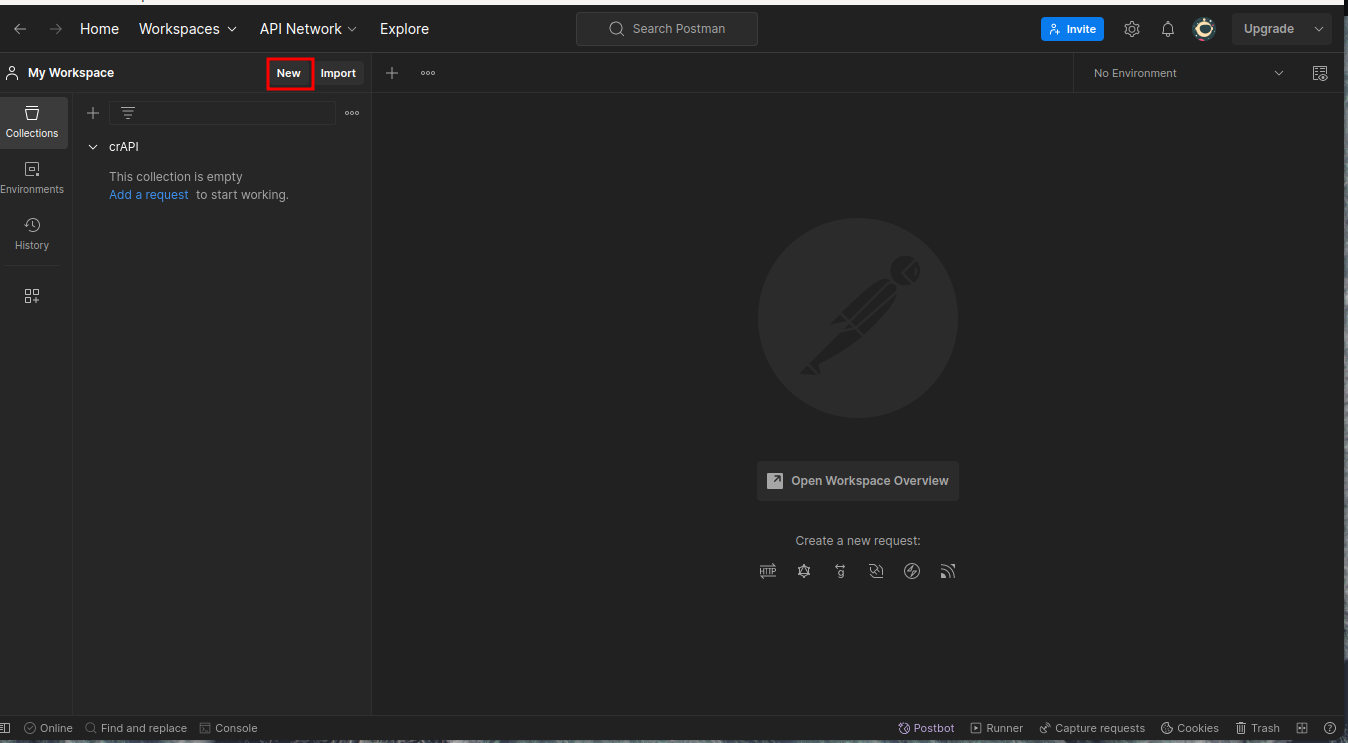 Home Workspaces API Network Explore Search Postman Invite Upgrade
My Workspace New Import No Environment
Collections
crAPI
This collection is empty
Add a request to start working.
Environments
History
Open Workspace Overview
Create a new request:
HTTP g
Online Find and replace Console Postbot Runner Capture requests Cookies Trash